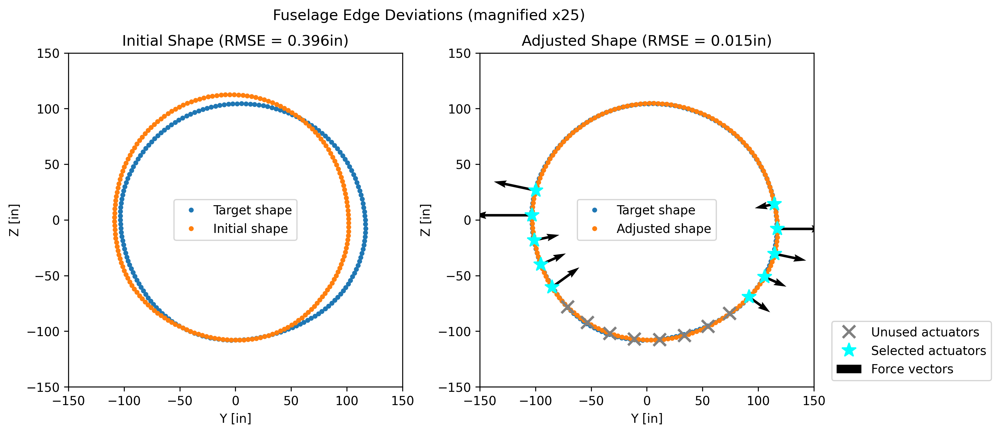 Fuselage Edge Deviations (magnified x25)
Initial Shape (RMSE = 0.396in)
150
100
50
0
−50
−100
−150
Z [in]
Target shape
Initial shape
−150 −100 −50 0 50 100 150
Y [in]
Adjusted Shape (RMSE = 0.015in)
150
100
50
0
−50
−100
−150
Z [in]
Target shape
Adjusted shape
−150 −100 −50 0 50 100 150
Y [in]
Unused actuators
Selected actuators
Force vectors